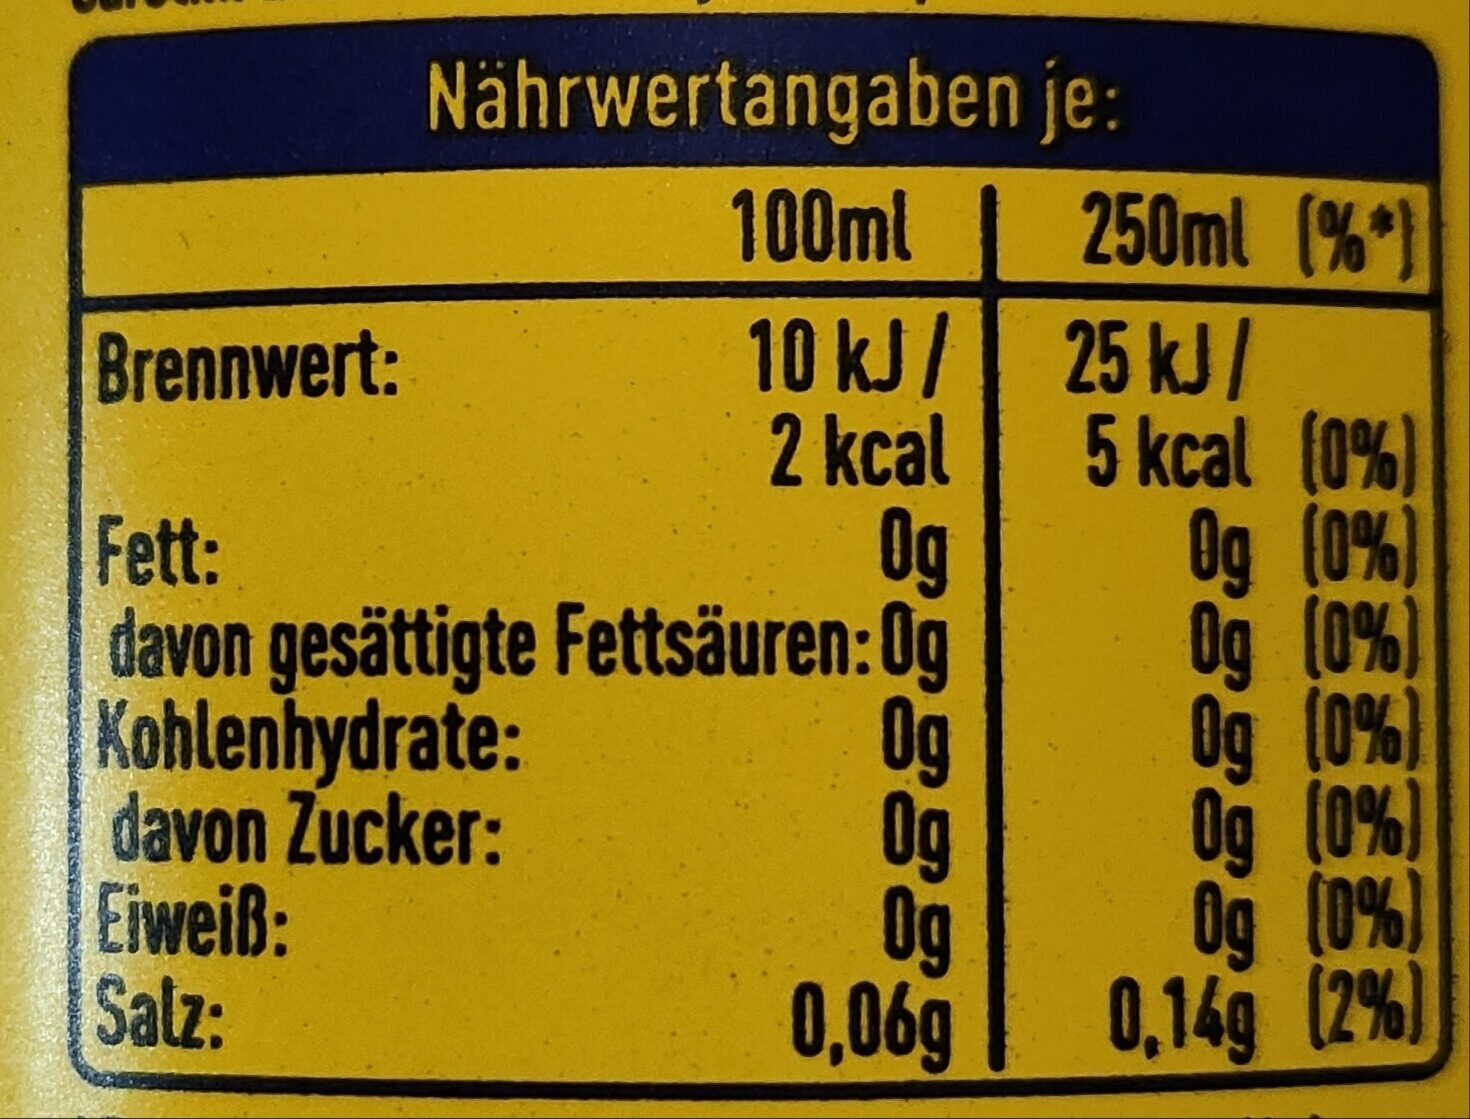 Nährwertangaben je:
100ml 250ml (%*)
Brennwert: 10 kJ / 25 kJ /
2 kcal 5 kcal (0%)
Fett: 0g 0g (0%)
davon gesättigte Fettsäuren: 0g 0g (0%)
Kohlenhydrate: 0g 0g (0%)
davon Zucker: 0g 0g (0%)
Eiweiß: 0g 0g (0%)
Salz: 0,06g 0,14g (2%)